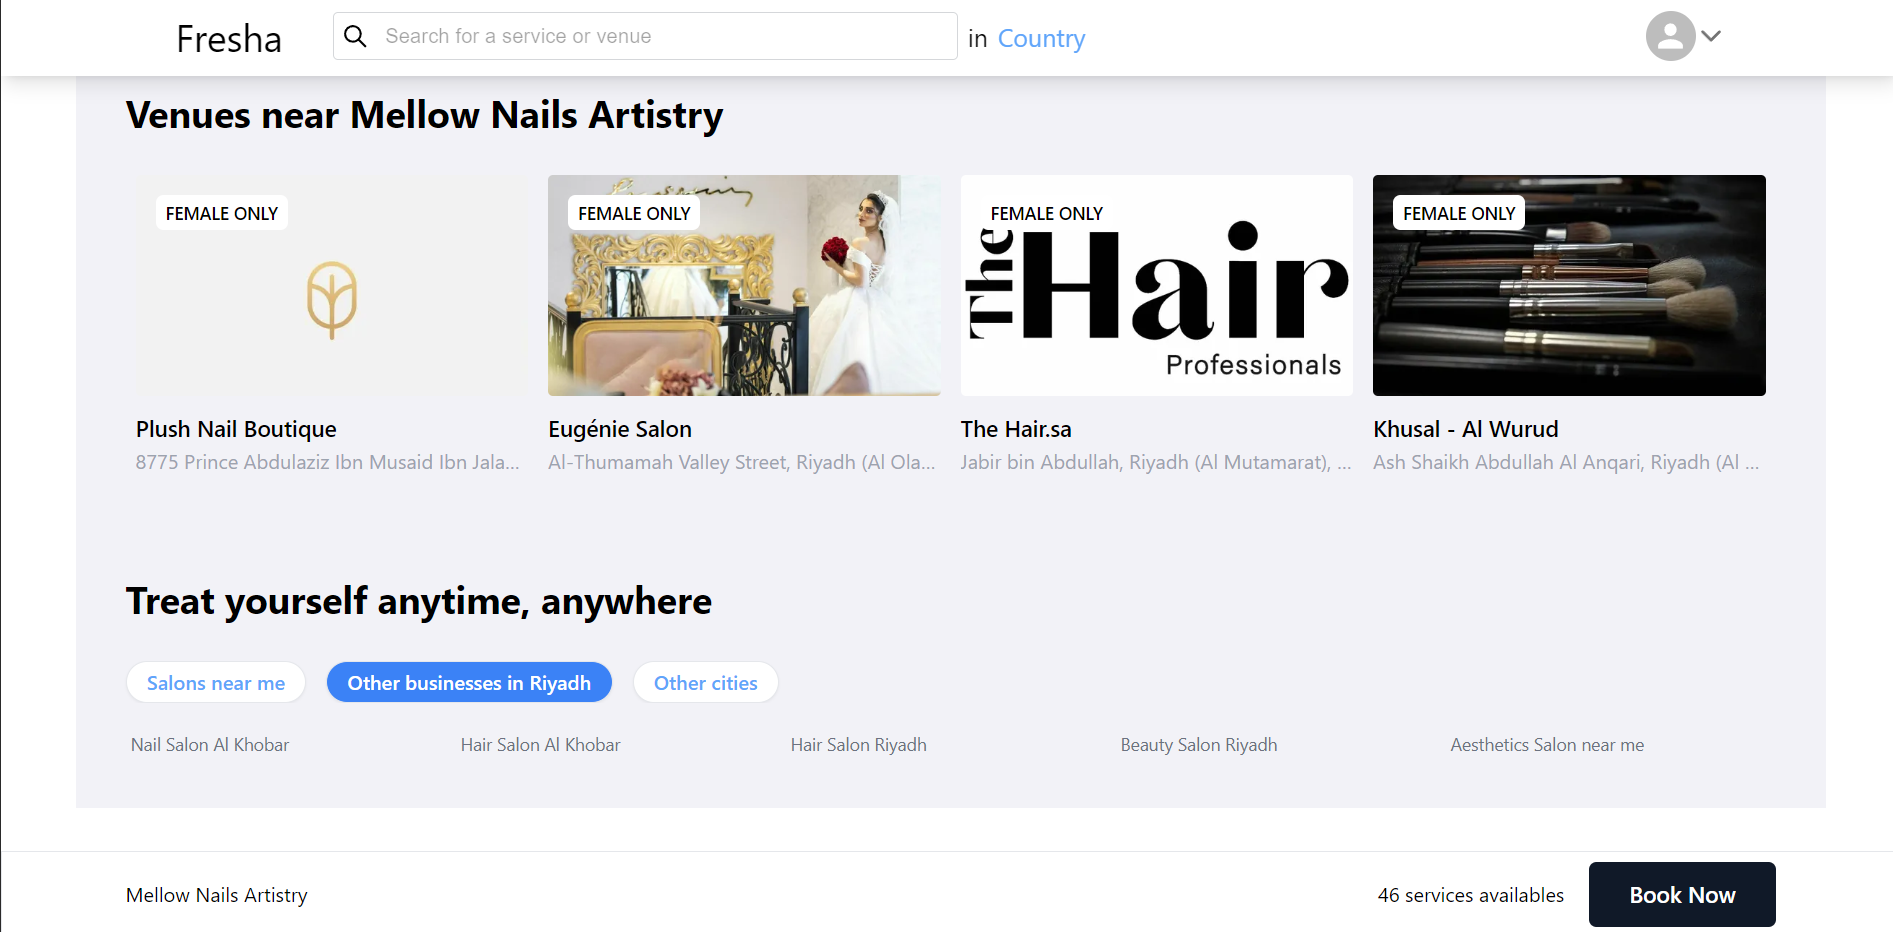 Fresha
Search for a service or venue
in Country
Venues near Mellow Nails Artistry
FEMALE ONLY
FEMALE ONLY
FEMALE ONLY
FEMALE ONLY
The Hair
Professionals
Plush Nail Boutique
Eugénie Salon
The Hair.sa
Khusal - Al Wurud
8775 Prince Abdulaziz Ibn Musaid Ibn Jala...
Al-Thumamah Valley Street, Riyadh (Al Ola...
Jabir bin Abdullah, Riyadh (Al Mutamarat), ...
Ash Shaikh Abdullah Al Anqari, Riyadh (Al ...
Treat yourself anytime, anywhere
Salons near me
Other businesses in Riyadh
Other cities
Nail Salon Al Khobar
Hair Salon Al Khobar
Hair Salon Riyadh
Beauty Salon Riyadh
Aesthetics Salon near me
Mellow Nails Artistry
46 services availables
Book Now